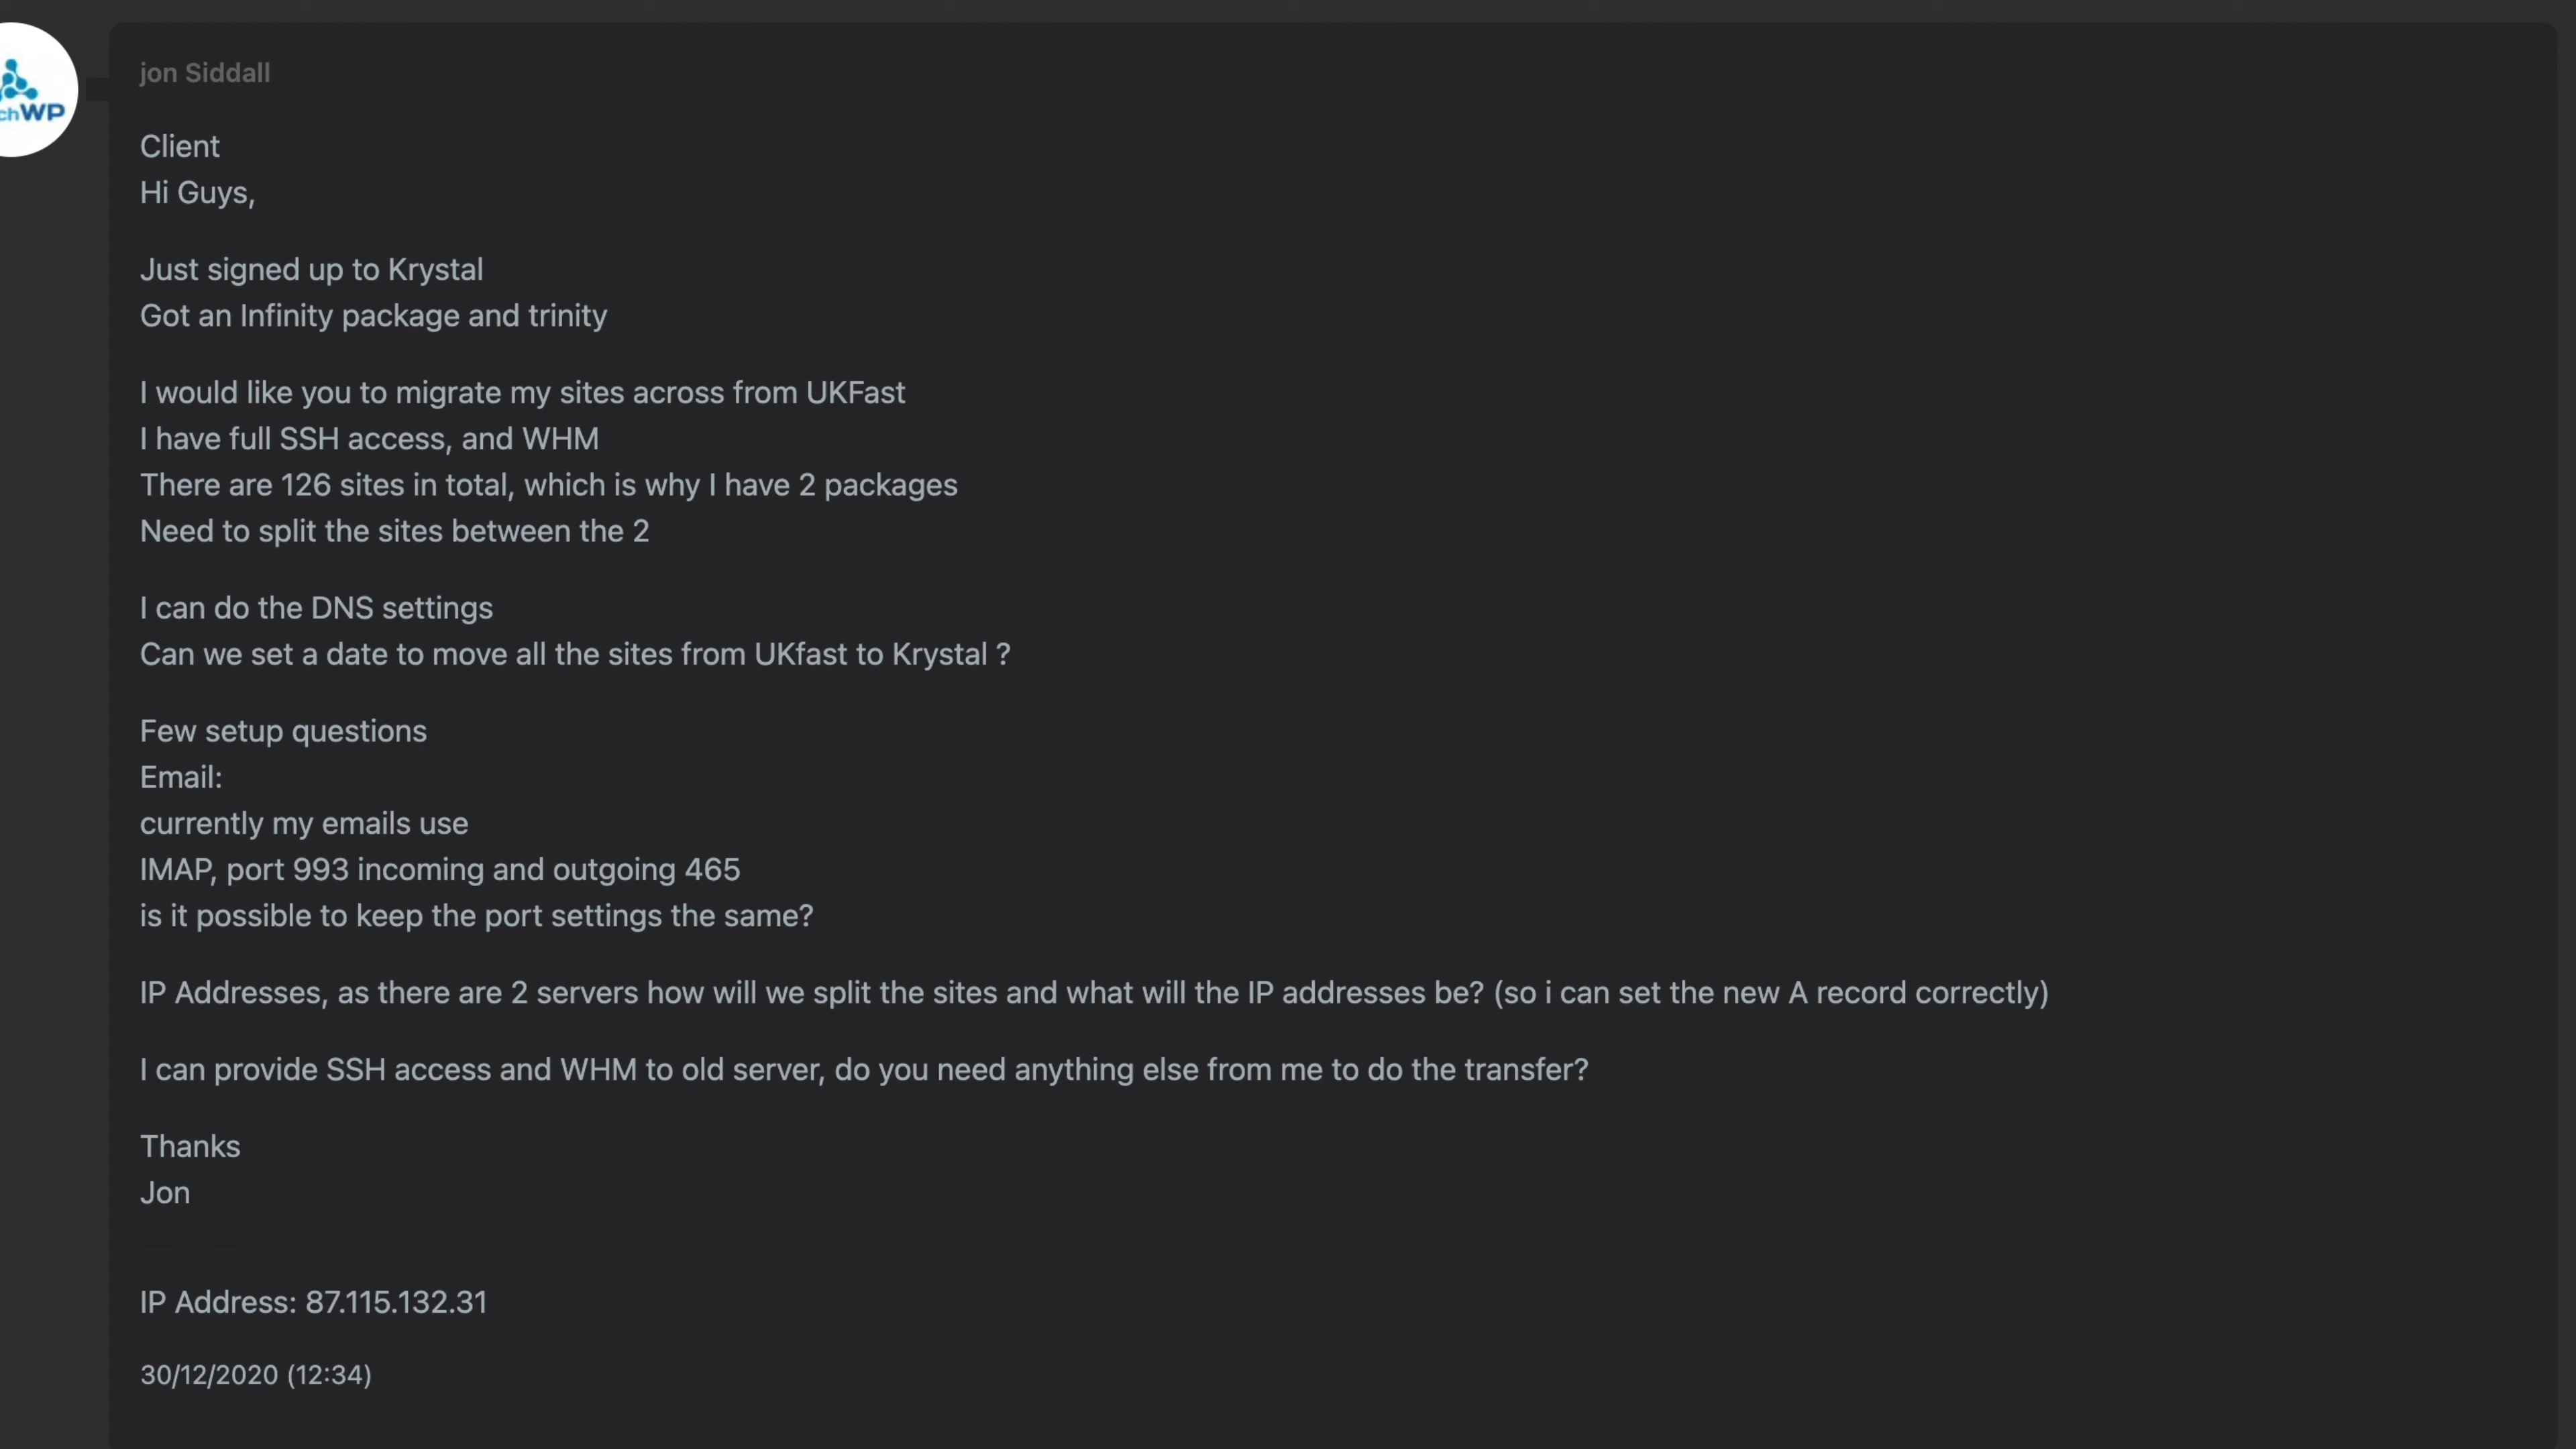 chWP
jon Siddall
Client
Hi Guys,
Just signed up to Krystal
Got an Infinity package and trinity
I would like you to migrate my sites across from UKFast
I have full SSH access, and WHM
There are 126 sites in total, which is why I have 2 packages
Need to split the sites between the 2
I can do the DNS settings
Can we set a date to move all the sites from UKfast to Krystal ?
Few setup questions
Email:
currently my emails use
IMAP, port 993 incoming and outgoing 465
is it possible to keep the port settings the same?
IP Addresses, as there are 2 servers how will we split the sites and what will the IP addresses be? (so i can set the new A record correctly)
I can provide SSH access and WHM to old server, do you need anything else from me to do the transfer?
Thanks
Jon
IP Address: 87.115.132.31
30/12/2020 (12:34)